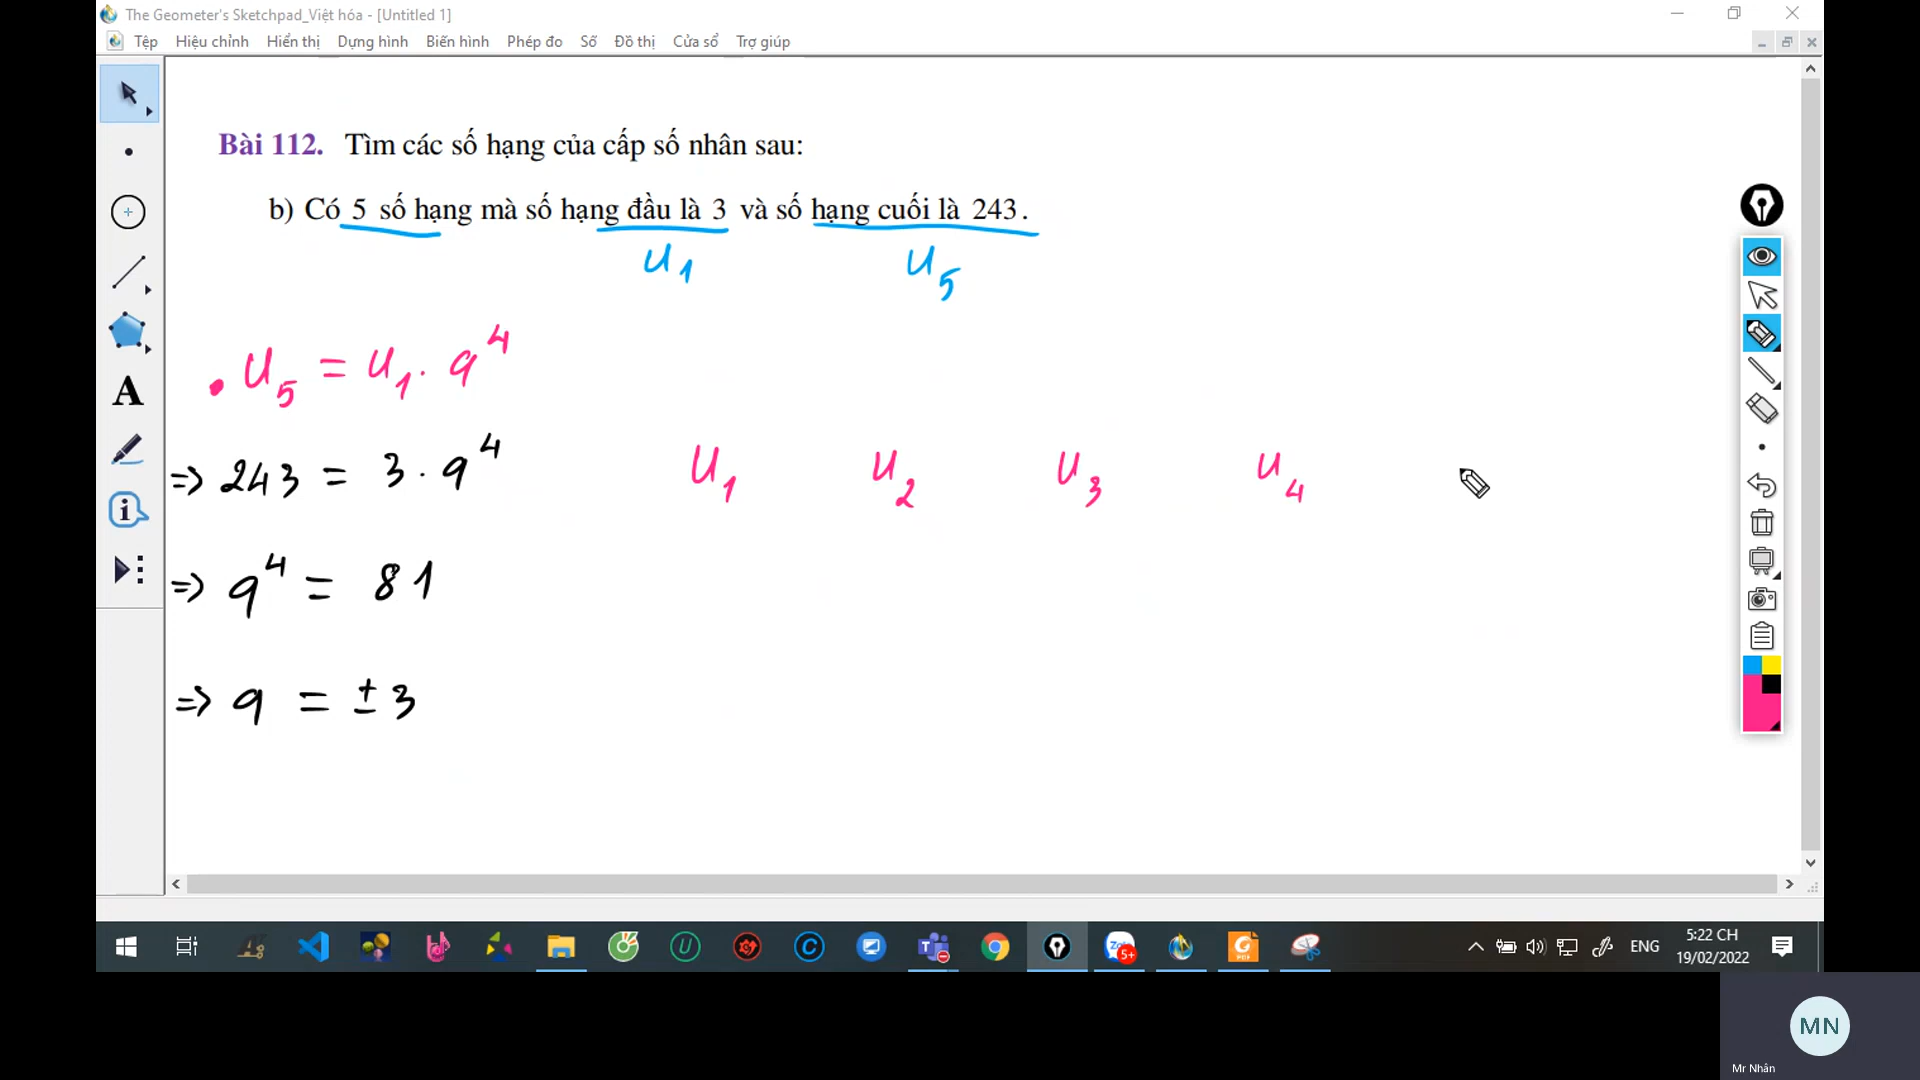 The Geometer's Sketchpad_Việt hóa - [Untitled 1]
Tệp Hiệu chỉnh Hiển thị Dựng hình Biến hình Phép đo Số Đồ thị Cửa sổ Trợ giúp
Bài 112. Tìm các số hạng của cấp số nhân sau:
b) Có 5 số hạng mà số hạng đầu là 3 và số hạng cuối là 243.
u₁ u₅
• u₅ = u₁ . q⁴
=> 243 = 3 . q⁴
u₁ u₂ u₃ u₄
=> q⁴ = 81
=> q = ±3
A
ENG
5:22 CH
19/02/2022
MN
Mr Nhân